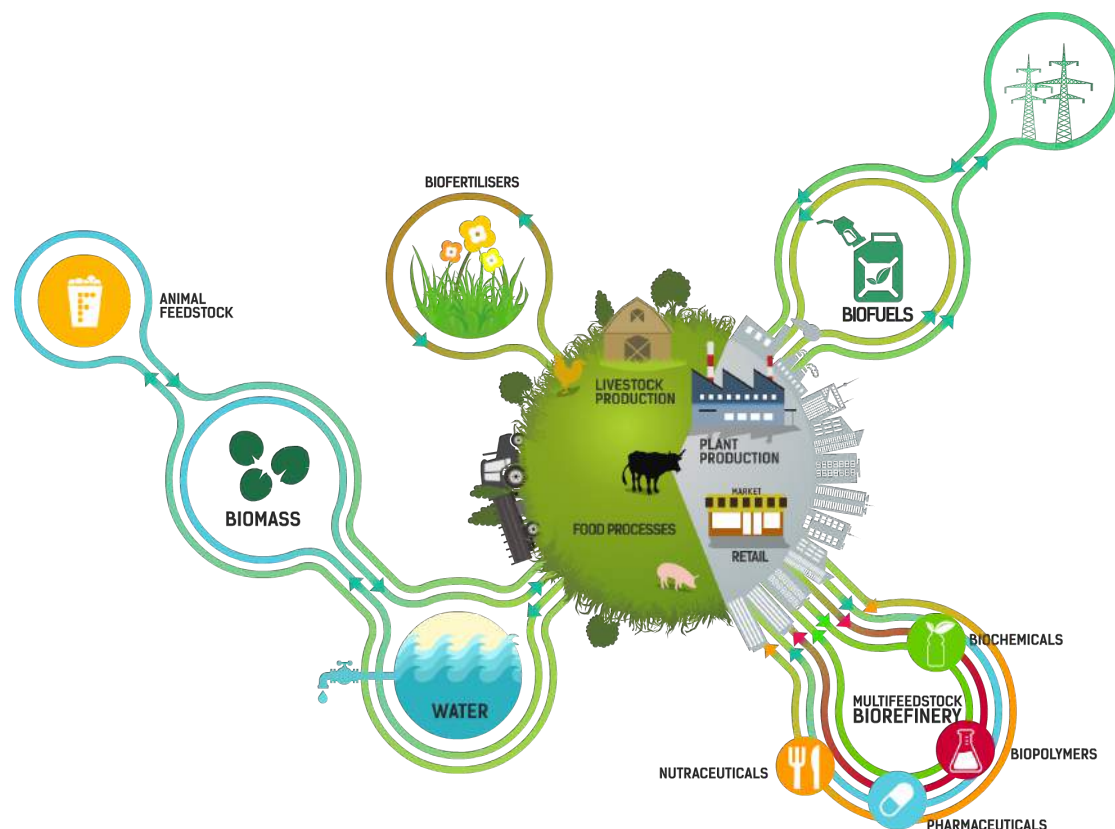 BIOFERTILISERS
ANIMAL
FEEDSTOCK
BIOFUELS
LIVESTOCK
PRODUCTION
PLANT
PRODUCTION
BIOMASS
MARKET
FOOD PROCESSES
RETAIL
WATER
BIOCHEMICALS
MULTIFEEDSTOCK
BIOREFINERY
BIOPOLYMERS
NUTRACEUTICALS
PHARMACEUTICALS